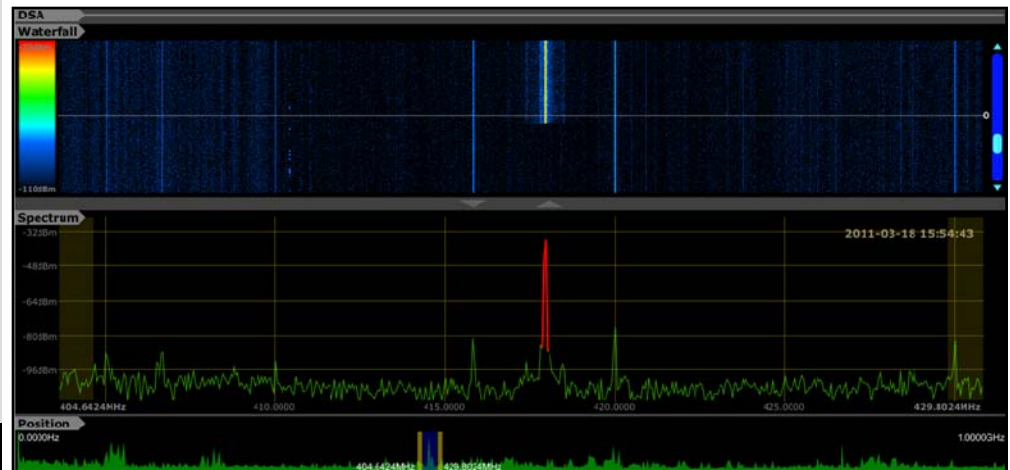 DSA
Waterfall
0
-110dBm
Spectrum
-32dBm
2011-03-18 15:54:43
-48dBm
-64dBm
-80dBm
-96dBm
404.6424MHz 410.0000 415.0000 420.0000 425.0000 429.8024MHz
Position
0.0000Hz 1.0000GHz
404.6424MHz 429.8024MHz